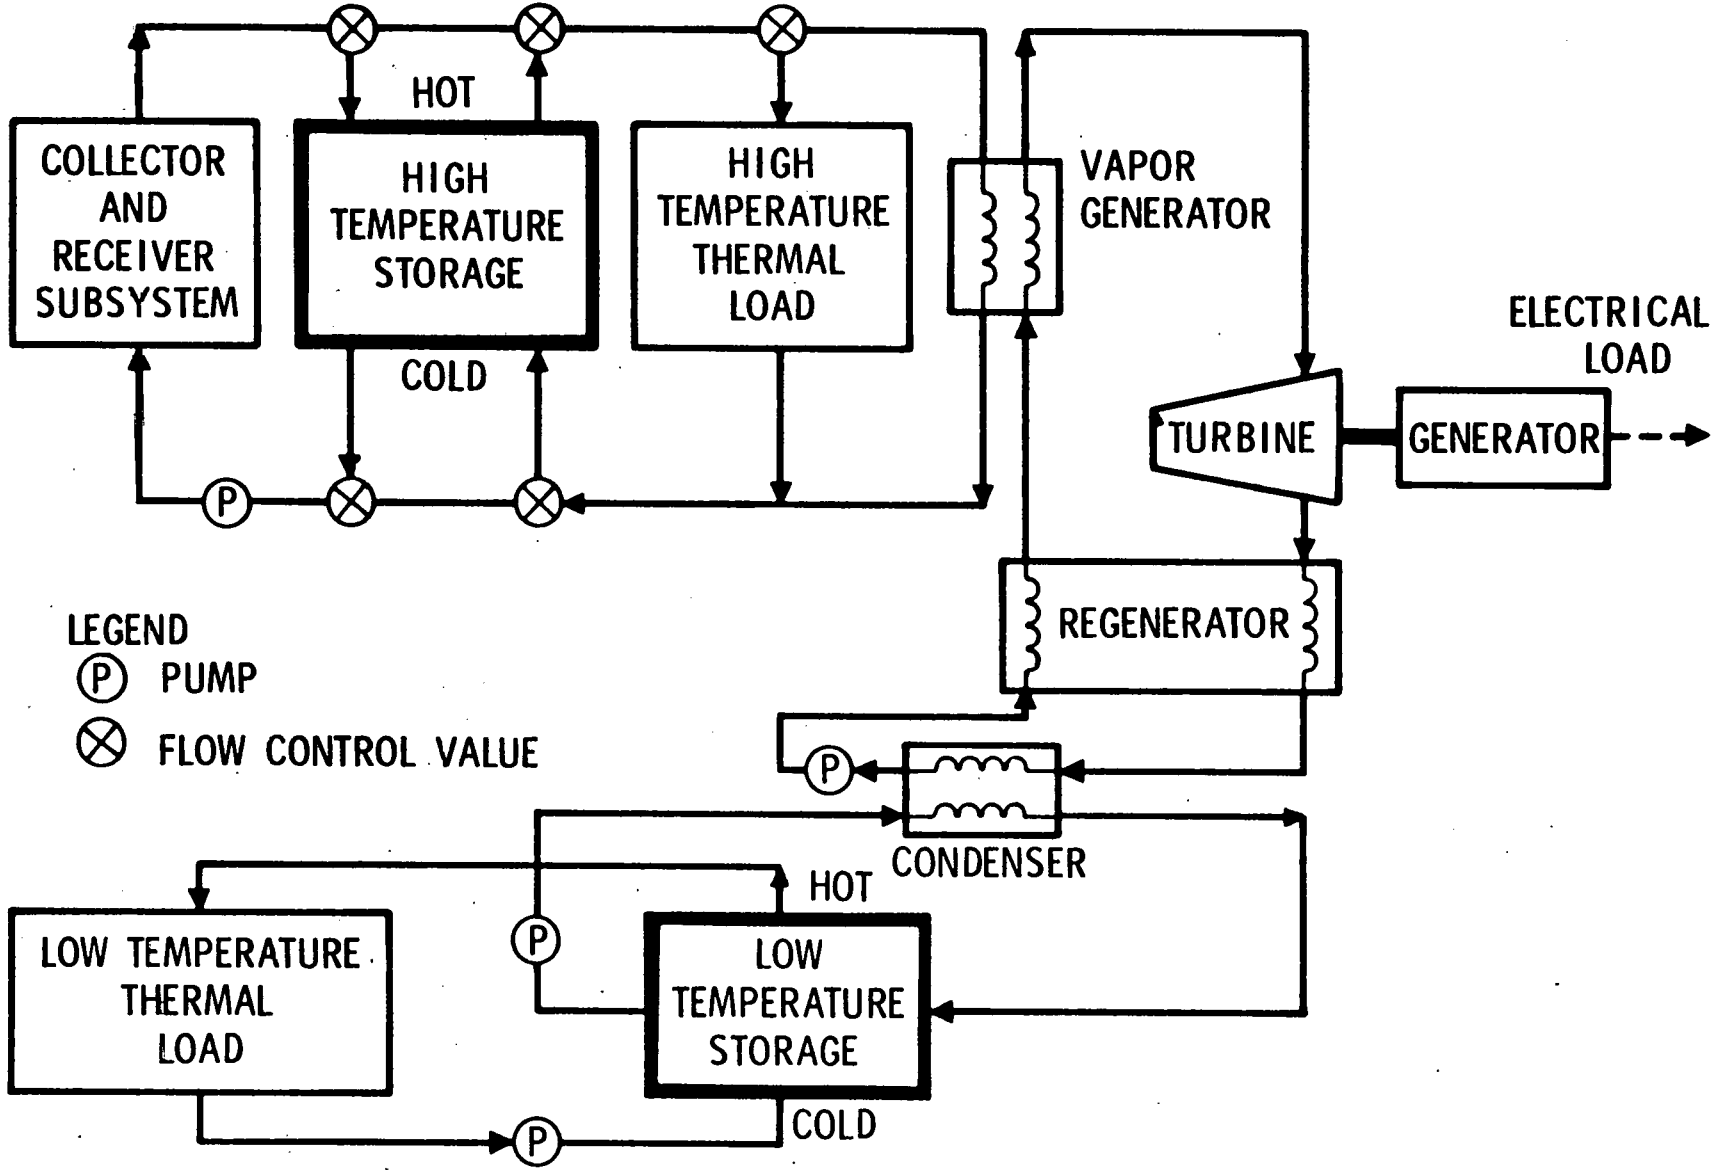 HOT
COLLECTOR
AND
RECEIVER
SUBSYSTEM
HIGH
TEMPERATURE
STORAGE
HIGH
TEMPERATURE
THERMAL
LOAD
VAPOR
GENERATOR
COLD
ELECTRICAL
LOAD
TURBINE
GENERATOR
P
REGENERATOR
LEGEND
P PUMP
FLOW CONTROL VALUE
P
CONDENSER
HOT
P
LOW TEMPERATURE
THERMAL
LOAD
LOW
TEMPERATURE
STORAGE
COLD
P